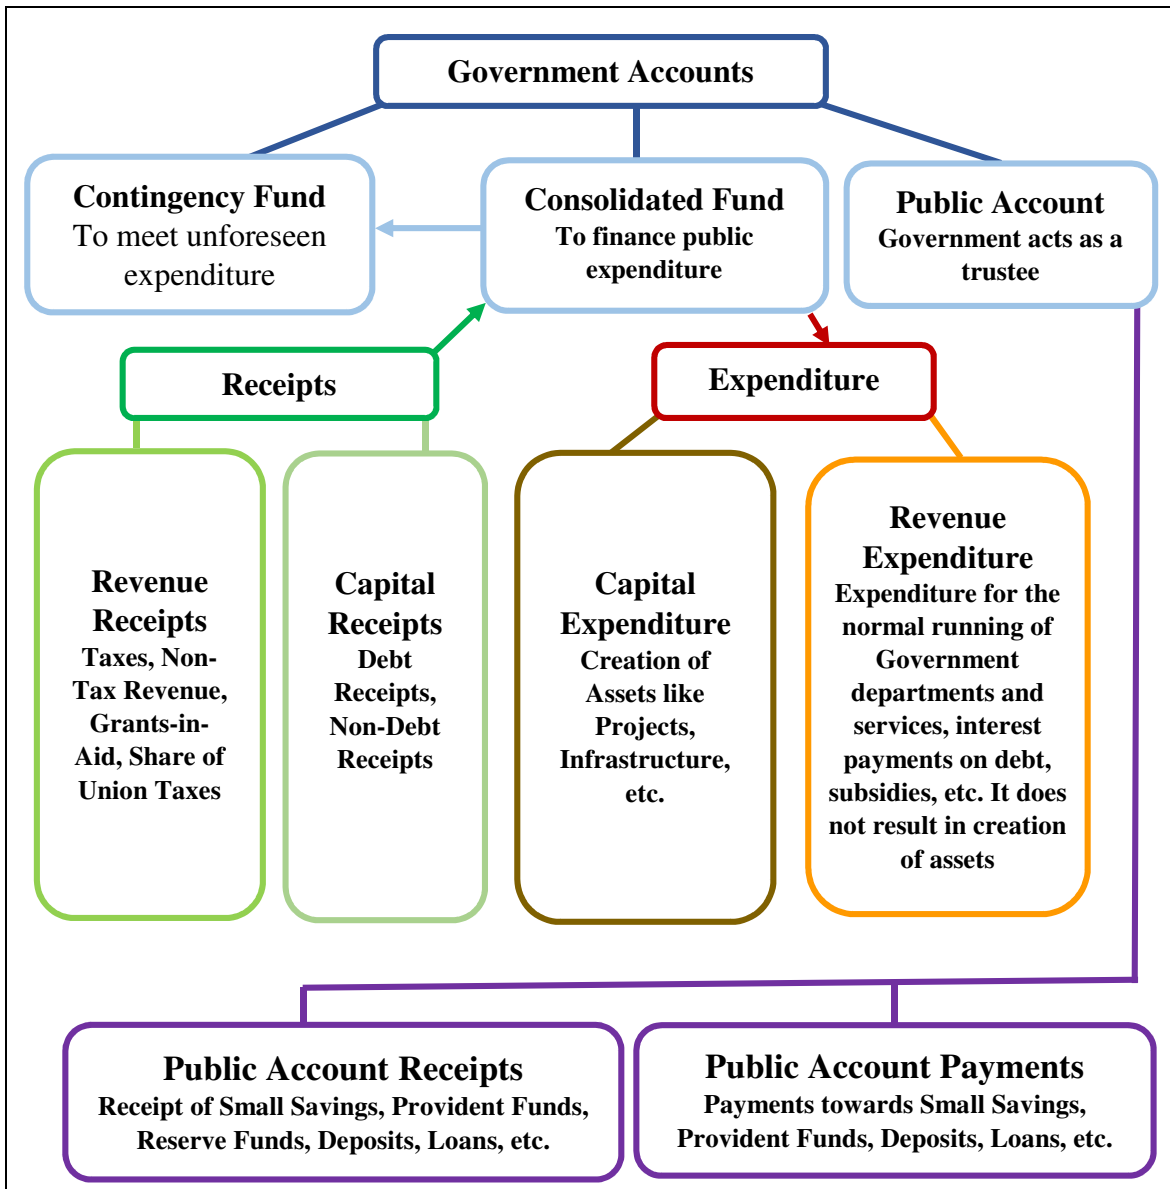 Government Accounts
Contingency Fund
To meet unforeseen
expenditure
Consolidated Fund
To finance public
expenditure
Public Account
Government acts as a
trustee
Receipts
Expenditure
Revenue
Receipts
Taxes, Non-
Tax Revenue,
Grants-in-
Aid, Share of
Union Taxes
Capital
Receipts
Debt
Receipts,
Non-Debt
Receipts
Capital
Expenditure
Creation of
Assets like
Projects,
Infrastructure,
etc.
Revenue
Expenditure
Expenditure for the
normal running of
Government
departments and
services, interest
payments on debt,
subsidies, etc. It does
not result in creation
of assets
Public Account Receipts
Receipt of Small Savings, Provident Funds,
Reserve Funds, Deposits, Loans, etc.
Public Account Payments
Payments towards Small Savings,
Provident Funds, Deposits, Loans, etc.